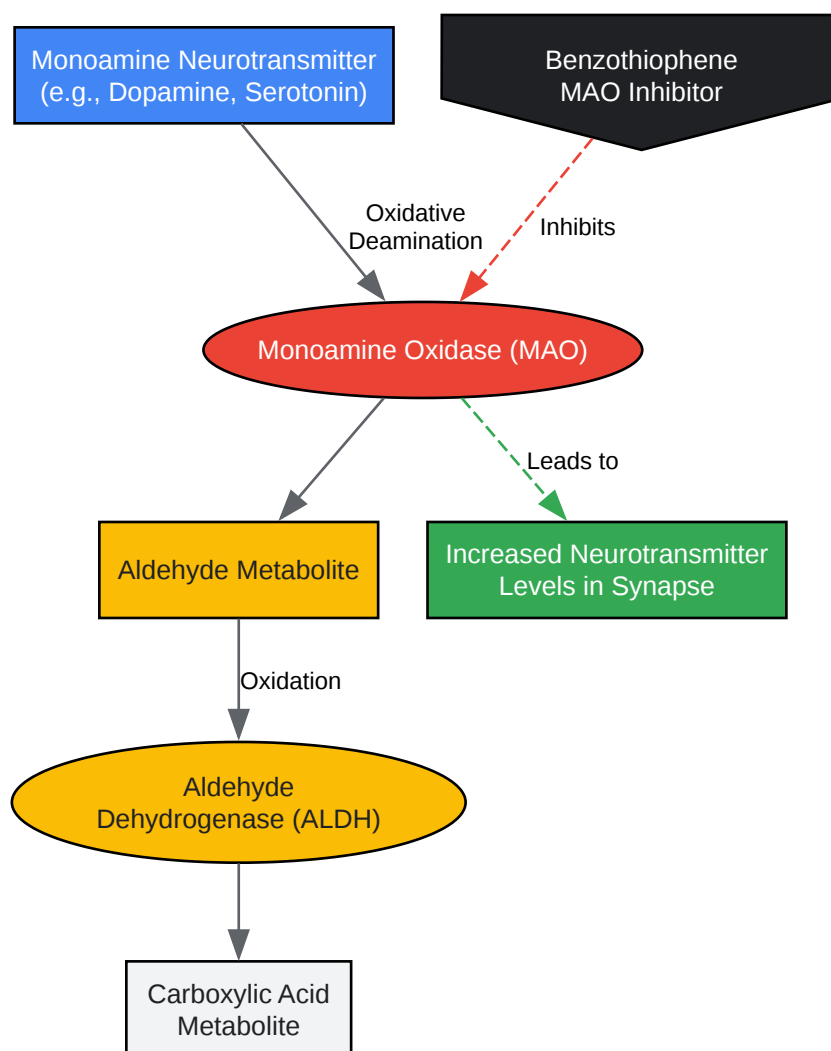 Monoamine Neurotransmitter
(e.g., Dopamine, Serotonin)
Benzothiophene
MAO Inhibitor
Oxidative
Deamination
Inhibits
Monoamine Oxidase (MAO)
Leads to
Aldehyde Metabolite
Increased Neurotransmitter
Levels in Synapse
Oxidation
Aldehyde
Dehydrogenase (ALDH)
Carboxylic Acid
Metabolite